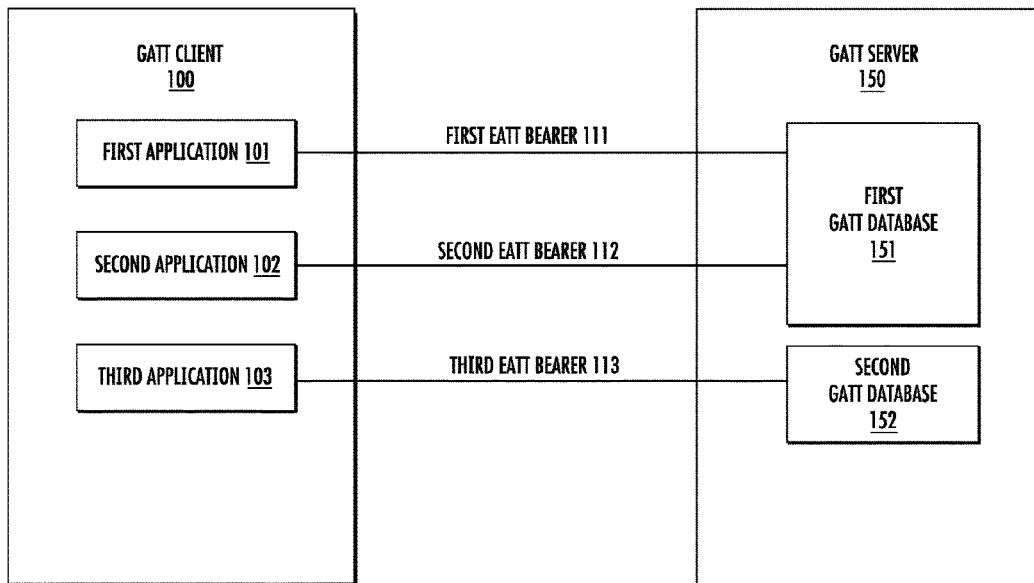 GATT CLIENT
100
FIRST APPLICATION 101
SECOND APPLICATION 102
THIRD APPLICATION 103
FIRST EATT BEARER 111
SECOND EATT BEARER 112
THIRD EATT BEARER 113
GATT SERVER
150
FIRST
GATT DATABASE
151
SECOND
GATT DATABASE
152